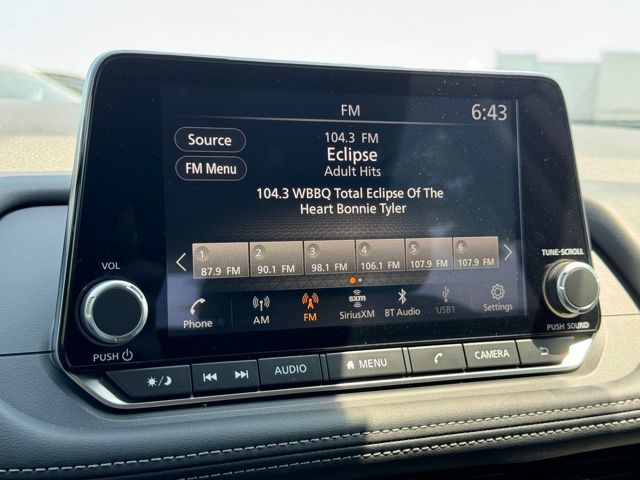 FM
6:43
Source
FM Menu
104.3 FM
Eclipse
Adult Hits
104.3 WBBQ Total Eclipse Of The
Heart Bonnie Tyler
1 2 3 4 5 6
87.9 FM 90.1 FM 98.1 FM 106.1 FM 107.9 FM 107.9 FM
Phone AM FM SiriusXM BT Audio USB1 Settings
sxm
VOL
PUSH
TUNE-SCROLL
PUSH SOUND
AUDIO MENU CAMERA